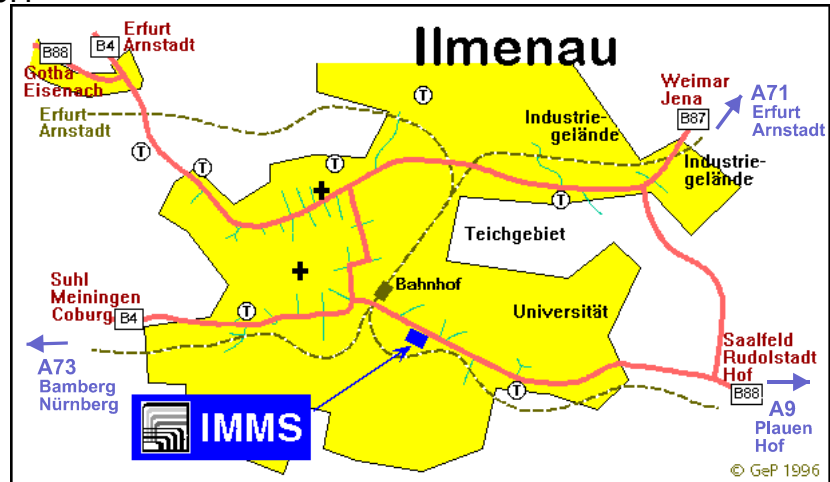 Ilmenau
Erfurt
Arnstadt
B4
B88
Gotha
Eisenach
Erfurt
Arnstadt
T
T
T
T
T
T
T
Industrie-
gelände
Weimar
Jena
B87
A71
Erfurt
Arnstadt
Industrie-
gelände
Teichgebiet
Bahnhof
Universität
Suhl
Meiningen
Coburg
B4
A73
Bamberg
Nürnberg
IMMS
Saalfeld
Rudolstadt
Hof
B88
A9
Plauen
Hof
© GeP 1996